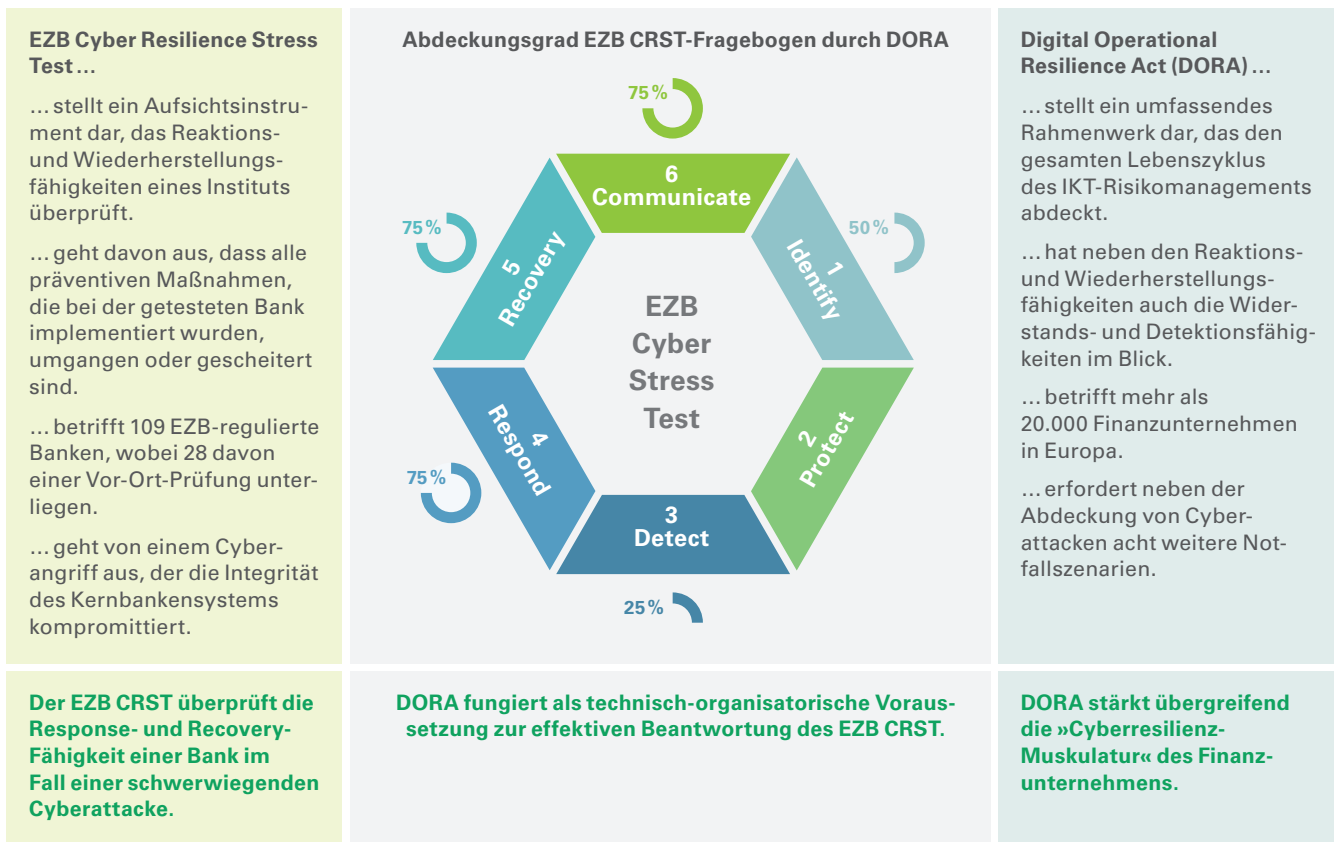 EZB Cyber Resilience Stress
Test …
… stellt ein Aufsichtsinstru-
ment dar, das Reaktions-
und Wiederherstellungs-
fähigkeiten eines Instituts
überprüft.
… geht davon aus, dass alle
präventiven Maßnahmen,
die bei der getesteten Bank
implementiert wurden,
umgangen oder gescheitert
sind.
… betrifft 109 EZB-regulierte
Banken, wobei 28 davon
einer Vor-Ort-Prüfung unter-
liegen.
… geht von einem Cyber-
angriff aus, der die Integrität
des Kernbankensystems
kompromittiert.
Der EZB CRST überprüft die
Response- und Recovery-
Fähigkeit einer Bank im
Fall einer schwerwiegenden
Cyberattacke.
Abdeckungsgrad EZB CRST-Fragebogen durch DORA
75 %
6
Communicate
50 %
1
Identify
2
Protect
3
Detect
25 %
4
Respond
75 %
5
Recovery
75 %
EZB
Cyber
Stress
Test
DORA fungiert als technisch-organisatorische Voraus-
setzung zur effektiven Beantwortung des EZB CRST.
Digital Operational
Resilience Act (DORA) …
… stellt ein umfassendes
Rahmenwerk dar, das den
gesamten Lebenszyklus
des IKT-Risikomanagements
abdeckt.
… hat neben den Reaktions-
und Wiederherstellungs-
fähigkeiten auch die Wider-
stands- und Detektionsfähig-
keiten im Blick.
… betrifft mehr als
20.000 Finanzunternehmen
in Europa.
… erfordert neben der
Abdeckung von Cyber-
attacken acht weitere Not-
fallszenarien.
DORA stärkt übergreifend
die »Cyberresilienz-
Muskulatur« des Finanz-
unternehmens.